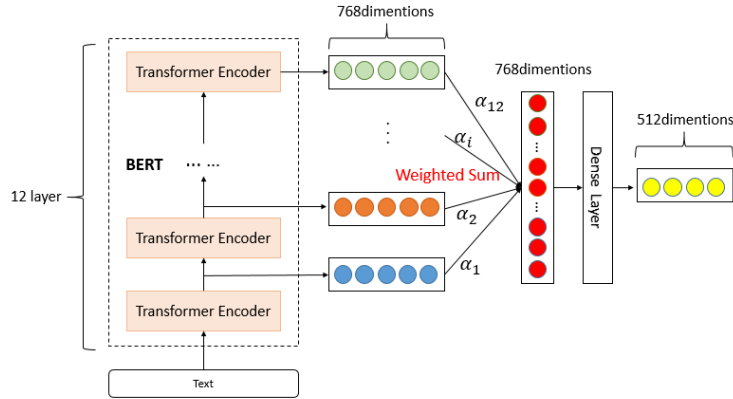 768dimentions
Transformer Encoder
768dimentions
α12
512dimentions
αi
BERT
... ...
Weighted Sum
Dense Layer
12 layer
α2
Transformer Encoder
α1
Transformer Encoder
Text